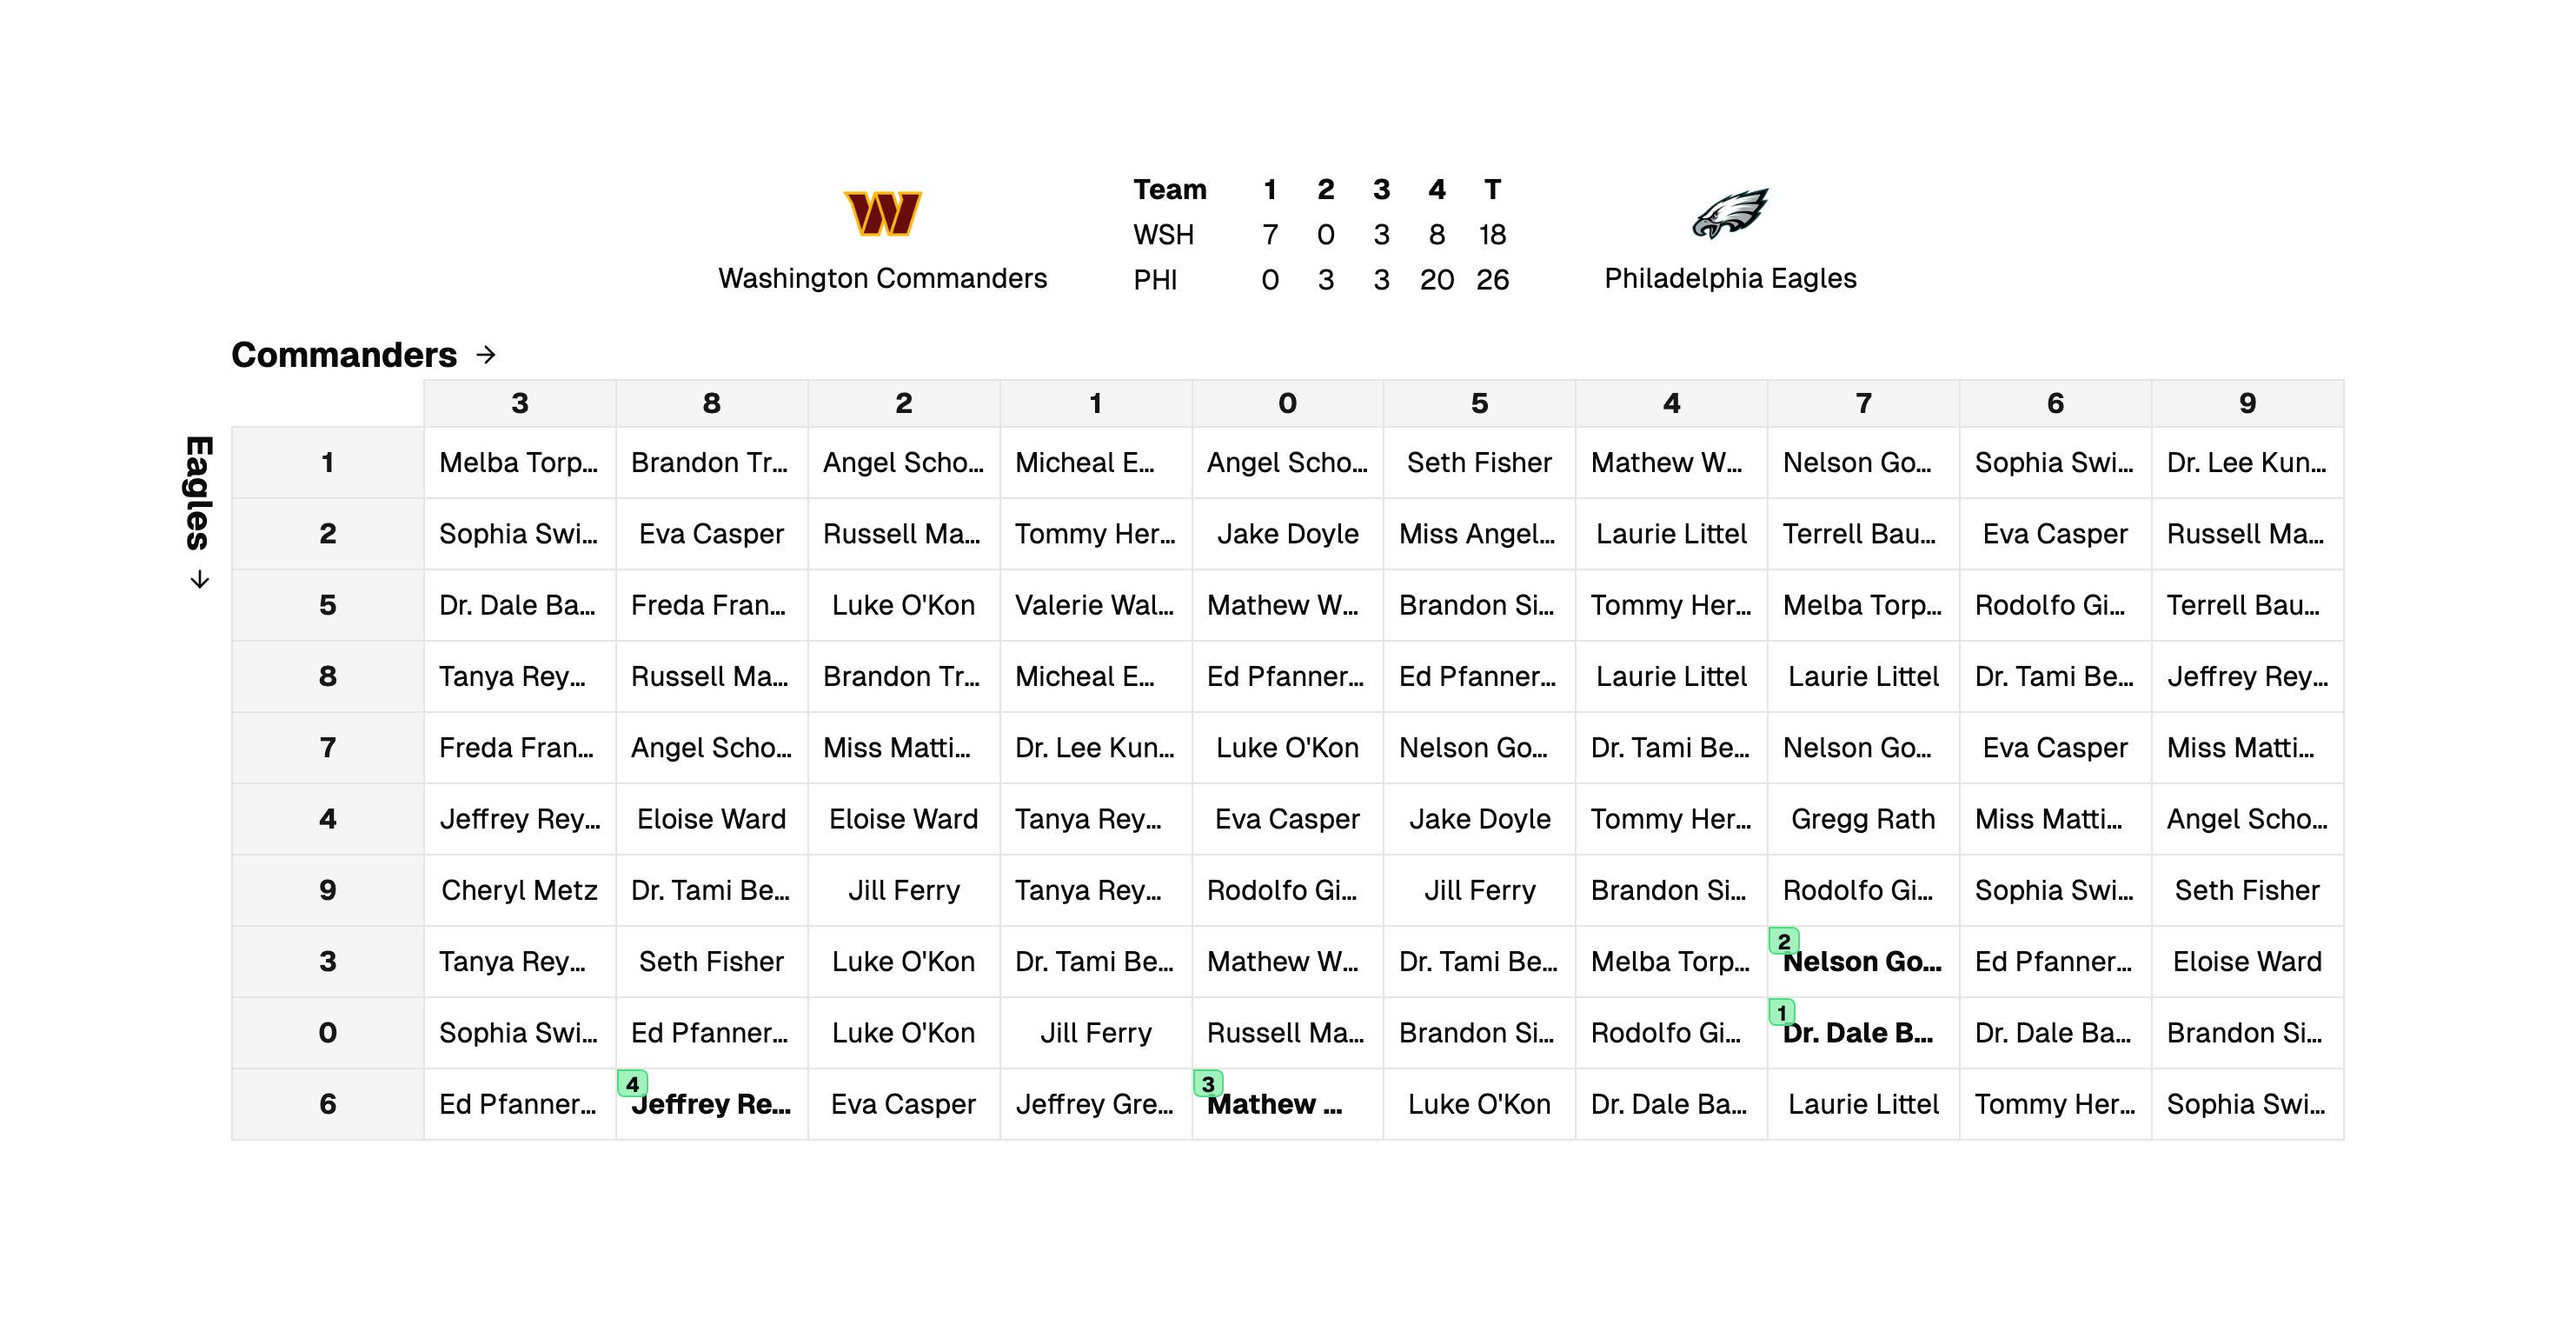 Team 1 2 3 4 T
WSH 7 0 3 8 18
PHI 0 3 3 20 26
Washington Commanders
Philadelphia Eagles
Commanders →
Eagles →
3 8 2 1 0 5 4 7 6 9
1 Melba Torp... Brandon Tr... Angel Scho... Micheal E... Angel Scho... Seth Fisher Mathew W... Nelson Go... Sophia Swi... Dr. Lee Kun...
2 Sophia Swi... Eva Casper Russell Ma... Tommy Her... Jake Doyle Miss Angel... Laurie Littel Terrell Bau... Eva Casper Russell Ma...
5 Dr. Dale Ba... Freda Fran... Luke O'Kon Valerie Wal... Mathew W... Brandon Si... Tommy Her... Melba Torp... Rodolfo Gi... Terrell Bau...
8 Tanya Rey... Russell Ma... Brandon Tr... Micheal E... Ed Pfanner... Ed Pfanner... Laurie Littel Laurie Littel Dr. Tami Be... Jeffrey Rey...
7 Freda Fran... Angel Scho... Miss Matti... Dr. Lee Kun... Luke O'Kon Nelson Go... Dr. Tami Be... Nelson Go... Eva Casper Miss Matti...
4 Jeffrey Rey... Eloise Ward Eloise Ward Tanya Rey... Eva Casper Jake Doyle Tommy Her... Gregg Rath Miss Matti... Angel Scho...
9 Cheryl Metz Dr. Tami Be... Jill Ferry Tanya Rey... Rodolfo Gi... Jill Ferry Brandon Si... Rodolfo Gi... Sophia Swi... Seth Fisher
3 Tanya Rey... Seth Fisher Luke O'Kon Dr. Tami Be... Mathew W... Dr. Tami Be... Melba Torp... 2 Nelson Go... Ed Pfanner... Eloise Ward
0 Sophia Swi... Ed Pfanner... Luke O'Kon Jill Ferry Russell Ma... Brandon Si... Rodolfo Gi... 1 Dr. Dale B... Dr. Dale Ba... Brandon Si...
6 Ed Pfanner... 4 Jeffrey Re... Eva Casper Jeffrey Gre... 3 Mathew ... Luke O'Kon Dr. Dale Ba... Laurie Littel Tommy Her... Sophia Swi...